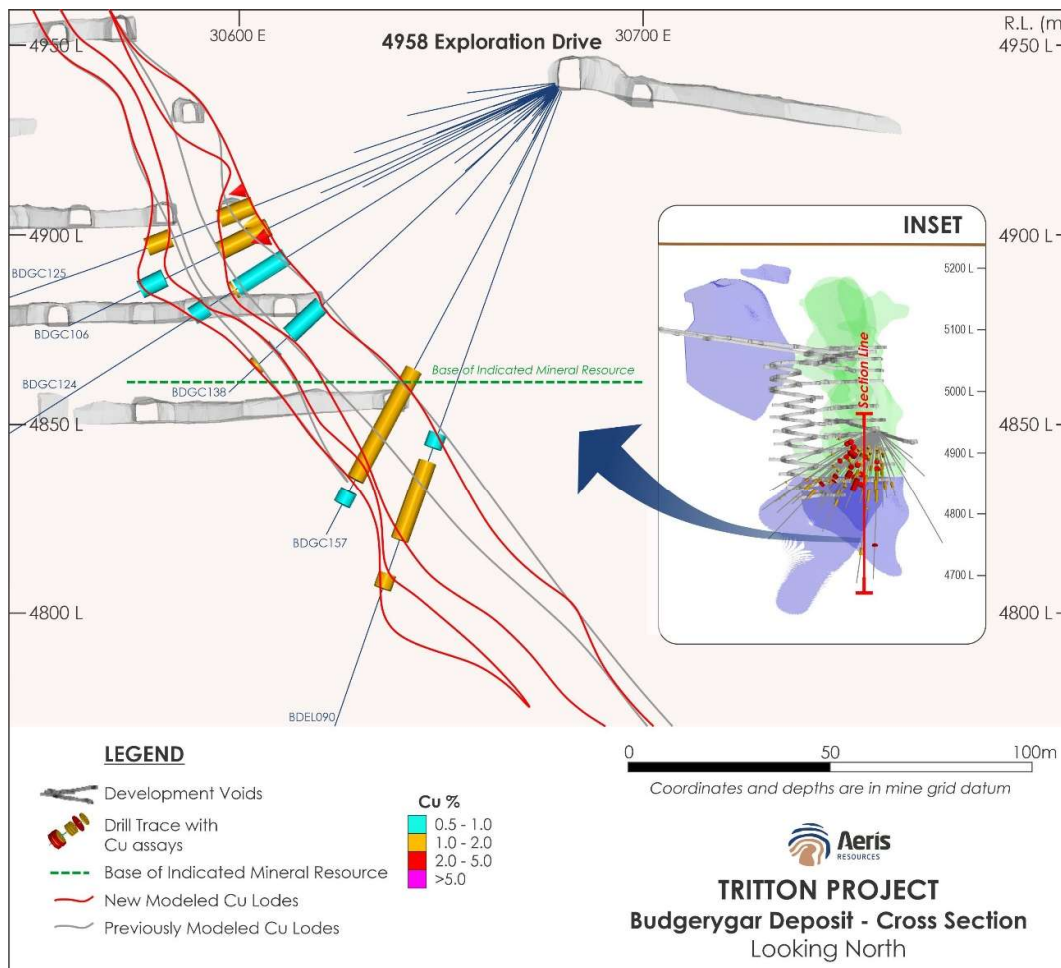 30600 E
30700 E
R.L. (m
4950 L
4958 Exploration Drive
4950 L
4900 L
4900 L
BDGC125
BDGC106
BDGC124
BDGC138
Base of Indicated Mineral Resource
4850 L
4850 L
BDGC157
4800 L
4800 L
BDEL090
INSET
5200 L
5100 L
5000 L
4900 L
4800 L
4700 L
Section Line
LEGEND
Development Voids
Drill Trace with
Cu assays
Base of Indicated Mineral Resource
New Modeled Cu Lodes
Previously Modeled Cu Lodes
Cu %
0.5 - 1.0
1.0 - 2.0
2.0 - 5.0
>5.0
0 50 100m
Coordinates and depths are in mine grid datum
Aeris
RESOURCES
TRITTON PROJECT
Budgerygar Deposit - Cross Section
Looking North